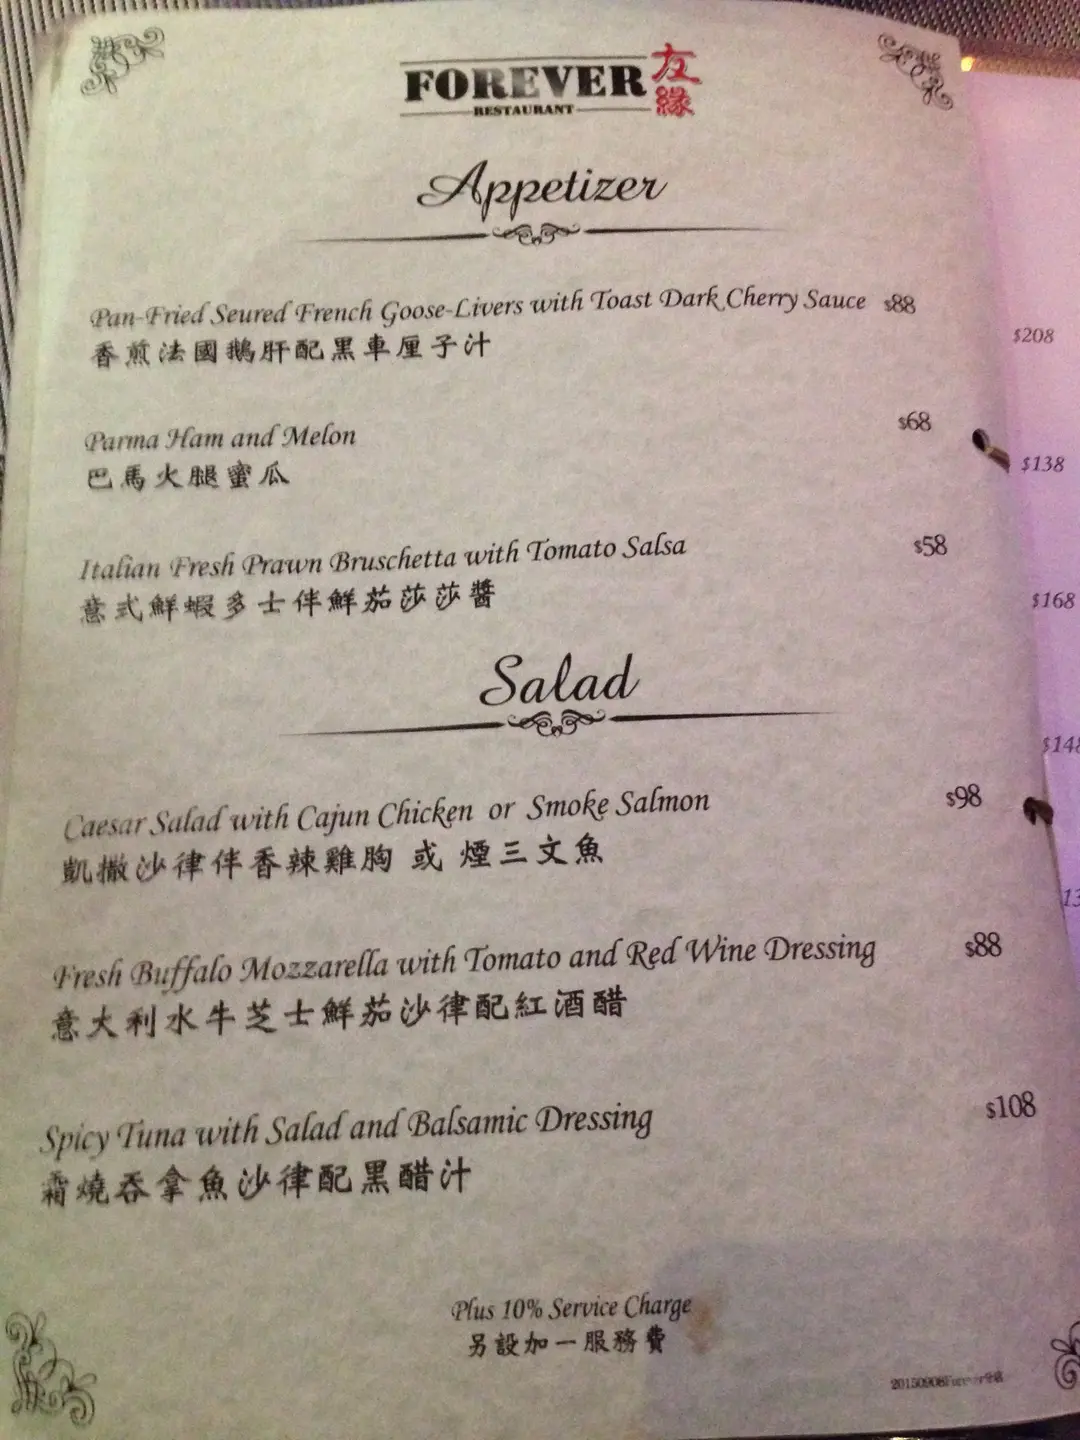 FOREVER 友緣
RESTAURANT
Appetizer
Pan-Fried Seured French Goose-Livers with Toast Dark Cherry Sauce $88
香煎法國鵝肝配黑車厘子汁
$208
Parma Ham and Melon $68
巴馬火腿蜜瓜
$138
Italian Fresh Prawn Bruschetta with Tomato Salsa $58
意式鮮蝦多士伴鮮茄莎莎醬
$168
Salad
$148
Caesar Salad with Cajun Chicken or Smoke Salmon $98
凱撒沙律伴香辣雞胸 或 煙三文魚
Fresh Buffalo Mozzarella with Tomato and Red Wine Dressing $88
意大利水牛芝士鮮茄沙律配紅酒醋
Spicy Tuna with Salad and Balsamic Dressing $108
霜燒吞拿魚沙律配黑醋汁
Plus 10% Service Charge
另設加一服務費